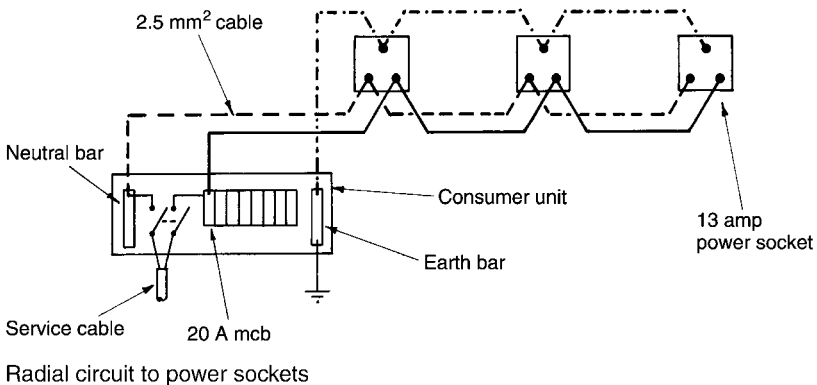 2.5 mm² cable
Neutral bar
Consumer unit
13 amp
power socket
Earth bar
Service cable
20 A mcb
Radial circuit to power sockets